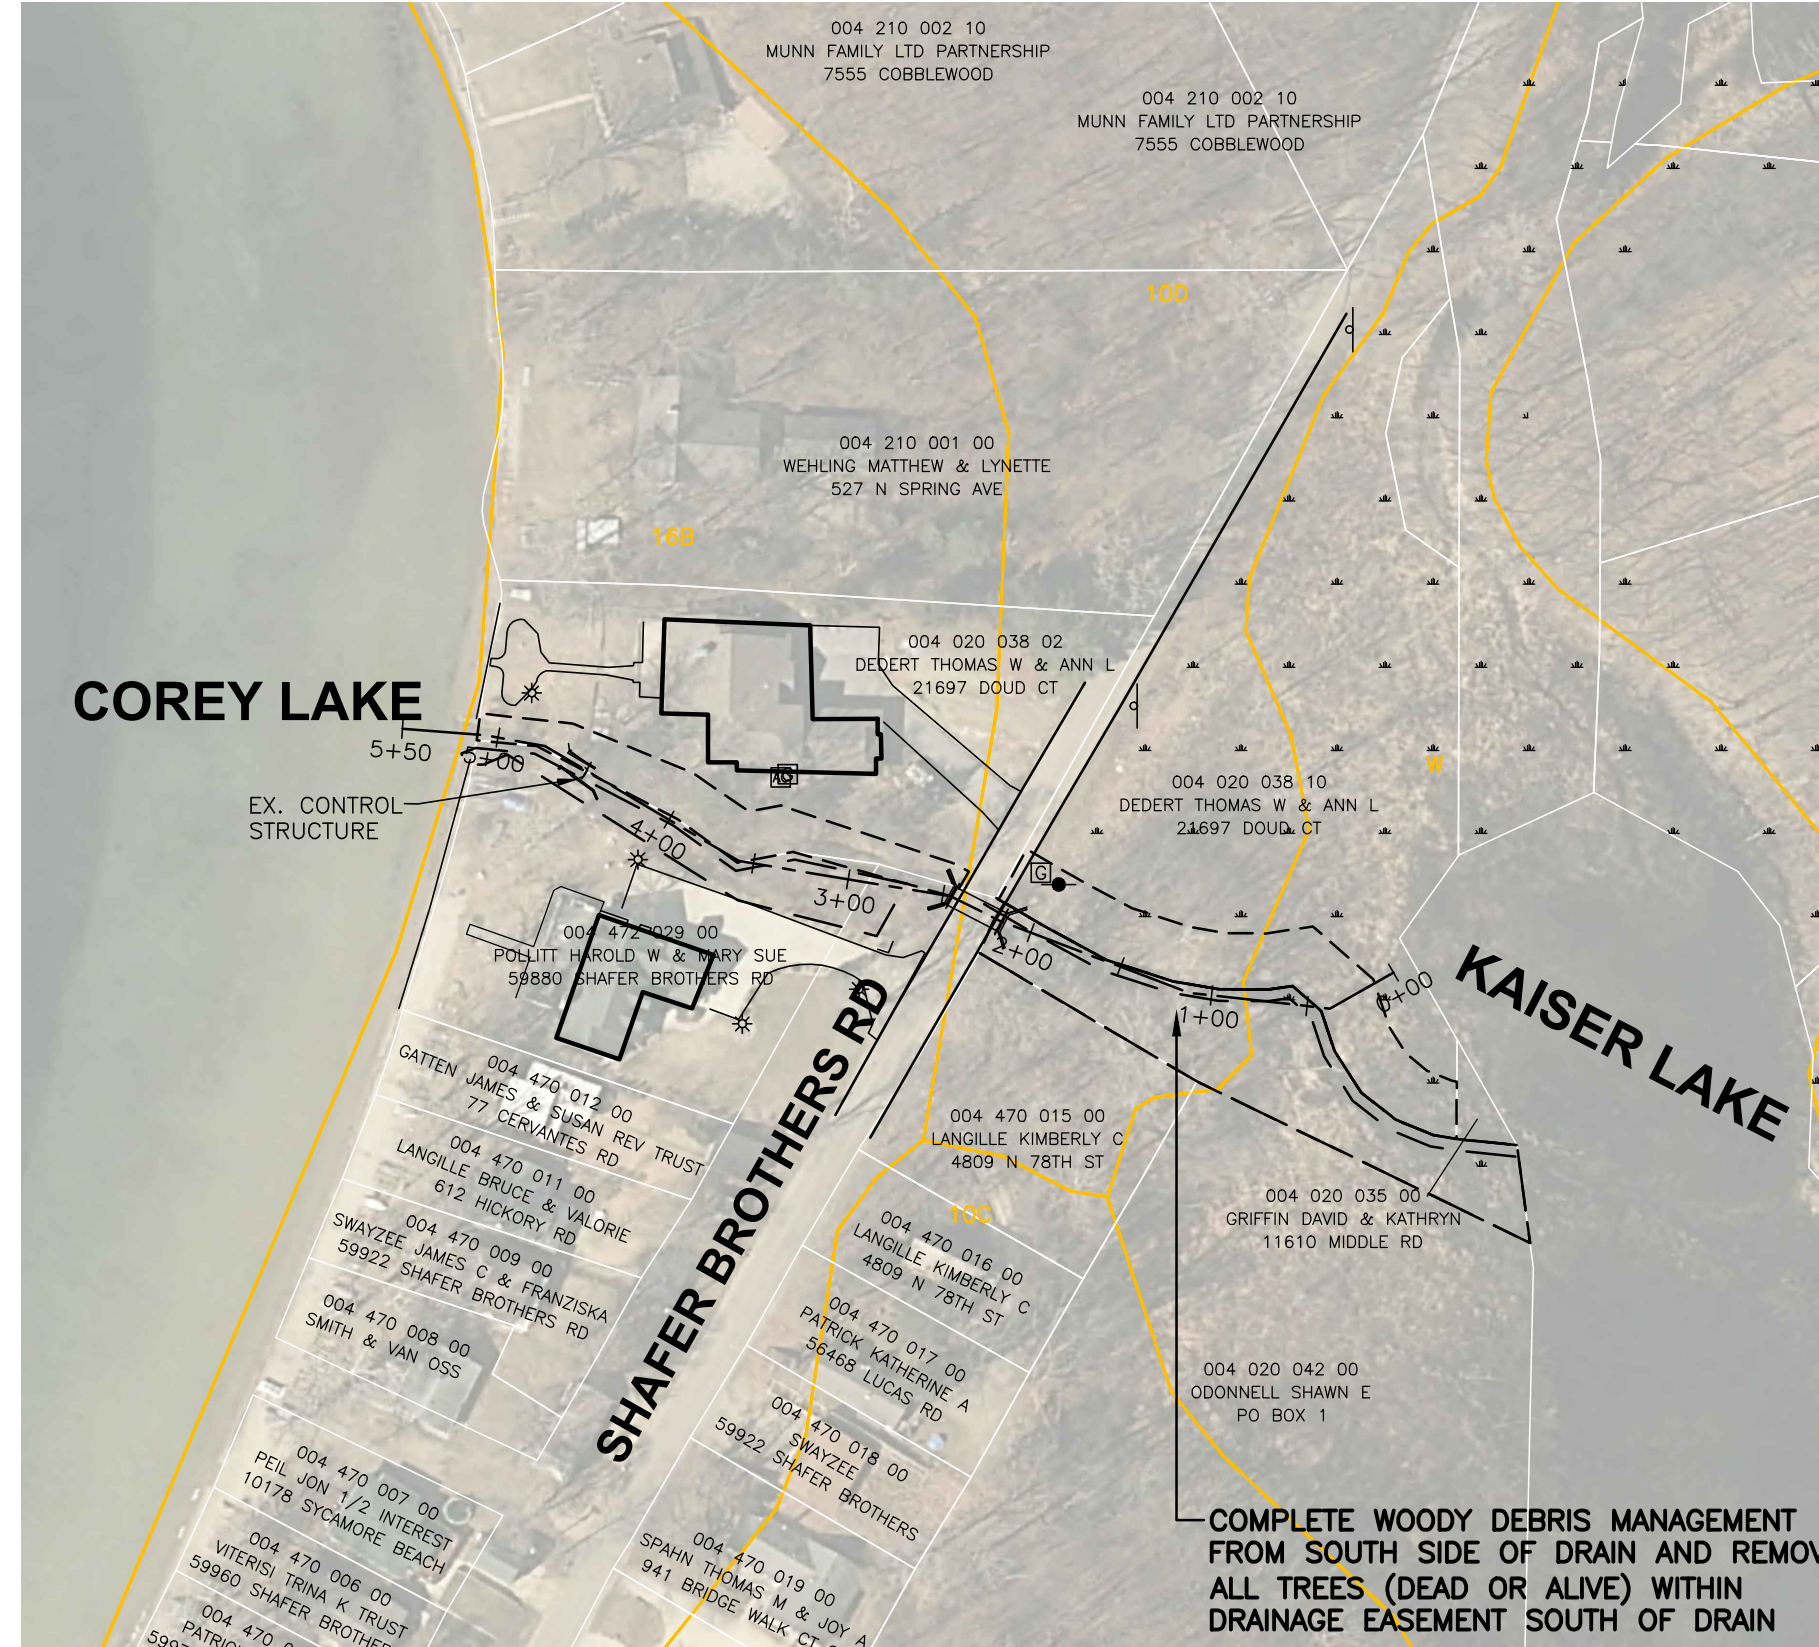 004 210 002 10
MUNN FAMILY LTD PARTNERSHIP
7555 COBBLEWOOD
004 210 002 10
MUNN FAMILY LTD PARTNERSHIP
7555 COBBLEWOOD
10D
004 210 001 00
WEHLING MATTHEW & LYNETTE
527 N SPRING AVE
16B
004 020 038 02
DEDERT THOMAS W & ANN L
21697 DOUD CT
COREY LAKE
5+50
5+00
EX. CONTROL
STRUCTURE
4+00
3+00
G
2+00
1+00
0+00
004 020 038 10
DEDERT THOMAS W & ANN L
21697 DOUD CT
W
KAISER LAKE
004 472 029 00
POLLITT HAROLD W & MARY SUE
59880 SHAFER BROTHERS RD
SHAFER BROTHERS RD
004 470 012 00
GATTEN JAMES & SUSAN REV TRUST
77 CERVANTES RD
004 470 011 00
LANGILLE BRUCE & VALORIE
612 HICKORY RD
004 470 009 00
SWAYZEE JAMES C & FRANZISKA
59922 SHAFER BROTHERS RD
004 470 008 00
SMITH & VAN OSS
004 470 007 00
PEIL JON 1/2 INTEREST
10178 SYCAMORE BEACH
004 470 006 00
VITERISI TRINA K TRUST
59960 SHAFER BROTHE
004 470 0
PATRIC
599
004 470 015 00
LANGILLE KIMBERLY C
4809 N 78TH ST
10C
004 470 016 00
LANGILLE KIMBERLY C
4809 N 78TH ST
004 470 017 00
PATRICK KATHERINE A
56468 LUCAS RD
004 470 018 00
SWAYZEE
59922 SHAFER BROTHERS
004 470 019 00
SPAHN THOMAS M & JOY A
941 BRIDGE WALK CT
004 020 035 00
GRIFFIN DAVID & KATHRYN
11610 MIDDLE RD
004 020 042 00
ODONNELL SHAWN E
PO BOX 1
COMPLETE WOODY DEBRIS MANAGEMENT
FROM SOUTH SIDE OF DRAIN AND REMOV
ALL TREES (DEAD OR ALIVE) WITHIN
DRAINAGE EASEMENT SOUTH OF DRAIN